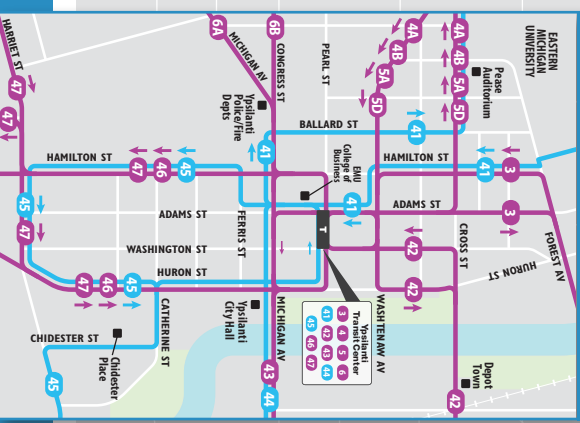 EASTERN
MICHIGAN
UNIVERSITY
Pease
Auditorium
4A
4B
5A
5D
4A
4B
5A
5D
PEARL ST
6B
CONGRESS ST
6A
MICHIGAN AV
Ypsilanti
Police/Fire
Depts
HARRIET ST
47
47
BALLARD ST
41
41
HAMILTON ST
47
46
45
EMU
College of
Business
HAMILTON ST
41
3
41
ADAMS ST
3
ADAMS ST
45
47
FERRIS ST
T
WASHINGTON ST
42
CROSS ST
FOREST AV
HURON ST
HURON ST
47
46
45
42
CATHERINE ST
Ypsilanti
City Hall
MICHIGAN AV
Ypsilanti
Transit Center
3
4
5
6
41
42
43
44
45
46
47
WASHTENAW AV
CHIDESTER ST
Chidester
Place
45
43
44
Depot
Town
42